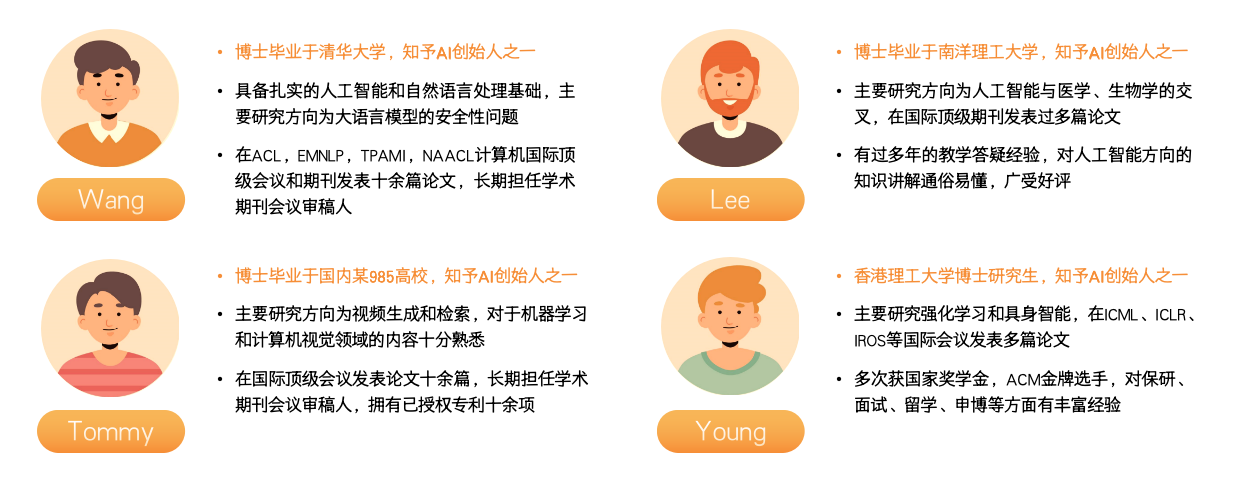 博士毕业于清华大学，知予AI创始人之一
具备扎实的人工智能和自然语言处理基础，主
要研究方向为大语言模型的安全性问题
在ACL，EMNLP，TPAMI，NAACL计算机国际顶
级会议和期刊发表十余篇论文，长期担任学术
期刊会议审稿人
Wang
博士毕业于南洋理工大学，知予AI创始人之一
主要研究方向为人工智能与医学、生物学的交
叉，在国际顶级期刊发表过多篇论文
有过多年的教学答疑经验，对人工智能方向的
知识讲解通俗易懂，广受好评
Lee
博士毕业于国内某985高校，知予AI创始人之一
主要研究方向为视频生成和检索，对于机器学习
和计算机视觉领域的内容十分熟悉
在国际顶级会议发表论文十余篇，长期担任学术
期刊会议审稿人，拥有已授权专利十余项
Tommy
香港理工大学博士研究生，知予AI创始人之一
主要研究强化学习和具身智能，在ICML、ICLR、
IROS等国际会议发表多篇论文
多次获国家奖学金，ACM金牌选手，对保研、
面试、留学、申博等方面有丰富经验
Young